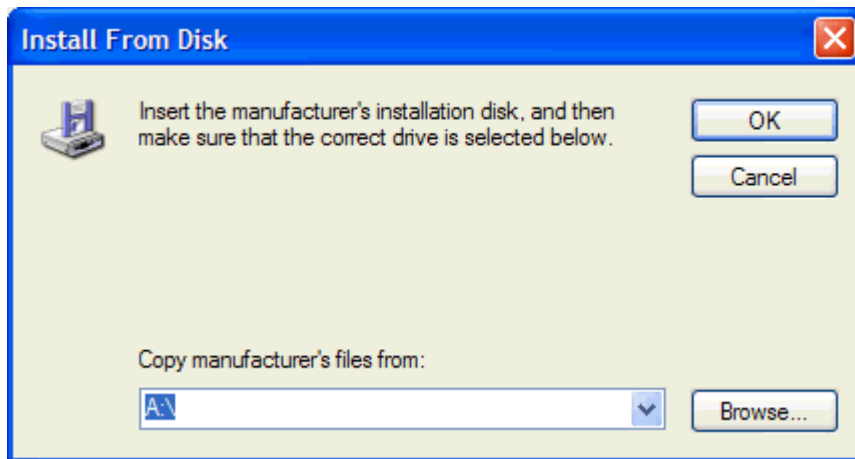 Install From Disk
Insert the manufacturer's installation disk, and then
make sure that the correct drive is selected below.
OK
Cancel
Copy manufacturer's files from:
A:\
Browse...